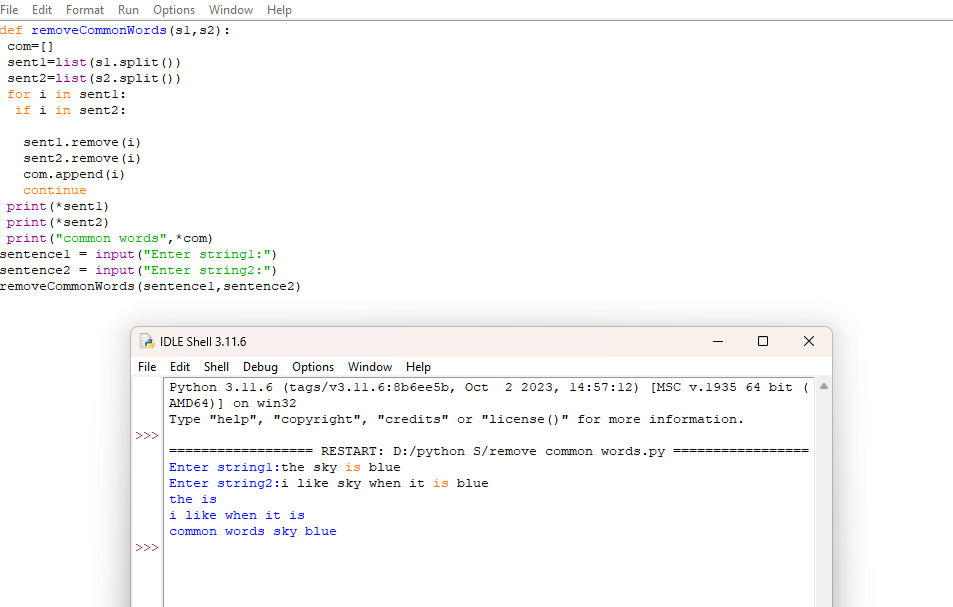 File Edit Format Run Options Window Help
def removeCommonWords(s1,s2):
 com=[]
 sent1=list(s1.split())
 sent2=list(s2.split())
 for i in sent1:
  if i in sent2:
   sent1.remove(i)
   sent2.remove(i)
   com.append(i)
   continue
 print(*sent1)
 print(*sent2)
 print("common words",*com)
sentence1 = input("Enter string1:")
sentence2 = input("Enter string2:")
removeCommonWords(sentence1,sentence2)
IDLE Shell 3.11.6
File Edit Shell Debug Options Window Help
Python 3.11.6 (tags/v3.11.6:8b6ee5b, Oct  2 2023, 14:57:12) [MSC v.1935 64 bit (
AMD64)] on win32
Type "help", "copyright", "credits" or "license()" for more information.
>>>
================== RESTART: D:/python S/remove common words.py =================
Enter string1:the sky is blue
Enter string2:i like sky when it is blue
the is
i like when it is
common words sky blue
>>>